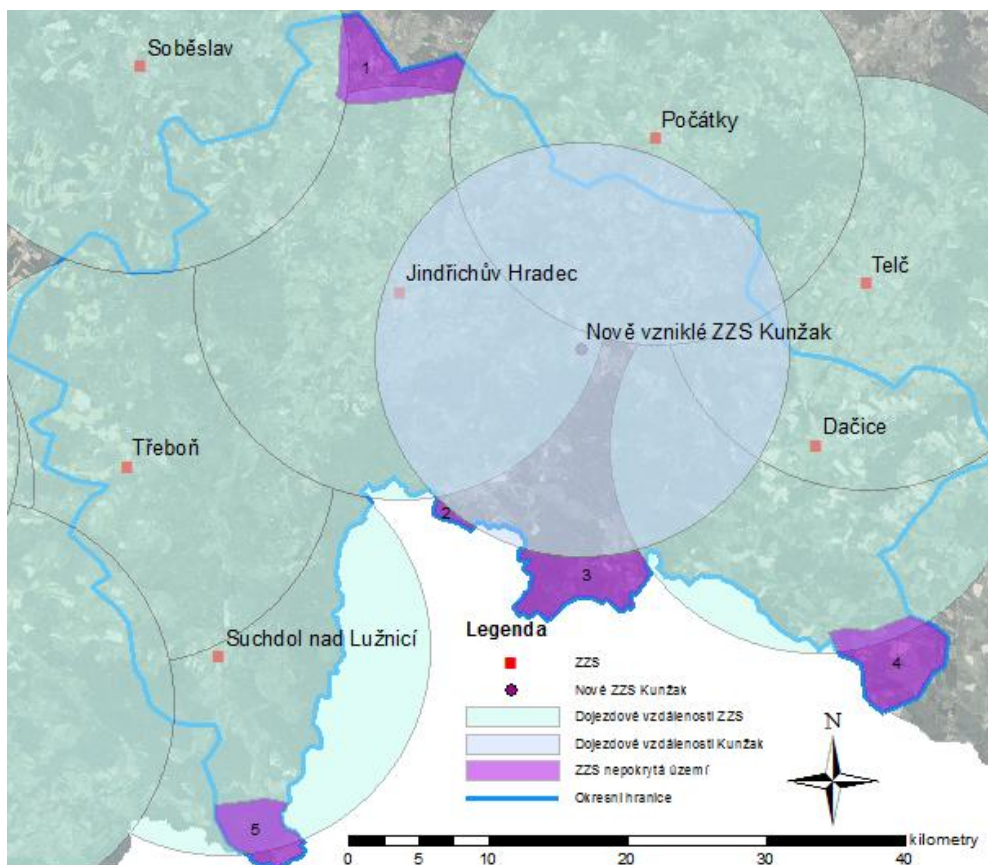 Soběslav
1
Počátky
Jindřichův Hradec
Telč
Nově vzniklé ZZS Kunžak
Třeboň
Dačice
2
3
Suchdol nad Lužnicí
4
5
Legenda
ZZS
Nové ZZS Kunžak
Dojezdové vzdálenosti ZZS
Dojezdové vzdálenosti Kunžak
ZZS nepokrytá území
Okresní hranice
N
kilometry
0 5 10 20 30 40